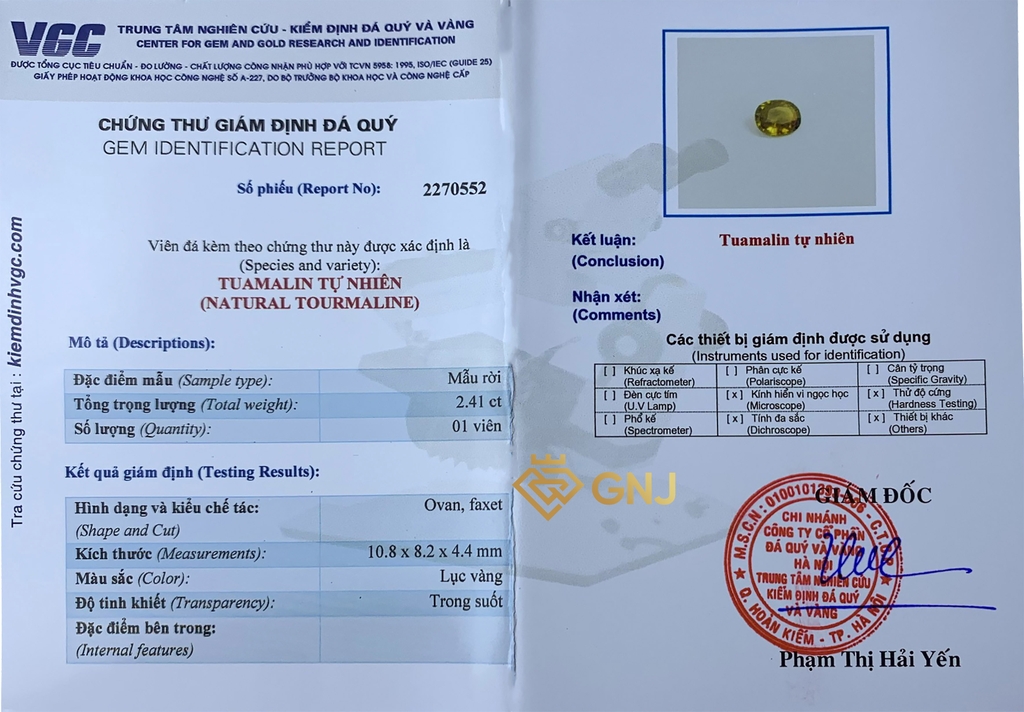 VGC
TRUNG TÂM NGHIÊN CỨU - KIỂM ĐỊNH ĐÁ QUÝ VÀ VÀNG
CENTER FOR GEM AND GOLD RESEARCH AND IDENTIFICATION
ĐƯỢC TỔNG CỤC TIÊU CHUẨN - ĐO LƯỜNG - CHẤT LƯỢNG CÔNG NHẬN PHÙ HỢP VỚI TCVN 5958: 1995, ISO/IEC (GUIDE 25)
GIẤY PHÉP HOẠT ĐỘNG KHOA HỌC CÔNG NGHỆ SỐ A-227, DO BỘ TRƯỞNG BỘ KHOA HỌC VÀ CÔNG NGHỆ CẤP
CHỨNG THƯ GIÁM ĐỊNH ĐÁ QUÝ
GEM IDENTIFICATION REPORT
Số phiếu (Report No): 2270552
Viên đá kèm theo chứng thư này được xác định là
(Species and variety):
TUAMALIN TỰ NHIÊN
(NATURAL TOURMALINE)
Mô tả (Descriptions):
Đặc điểm mẫu (Sample type): Mẫu rời
Tổng trọng lượng (Total weight): 2.41 ct
Số lượng (Quantity): 01 viên
Kết quả giám định (Testing Results):
Hình dạng và kiểu chế tác: Ovan, faxet
(Shape and Cut)
Kích thước (Measurements): 10.8 x 8.2 x 4.4 mm
Màu sắc (Color): Lục vàng
Độ tinh khiết (Transparency): Trong suốt
Đặc điểm bên trong:
(Internal features)
Tra cứu chứng thư tại : kiemdinhvgc.com
Kết luận: Tuamalin tự nhiên
(Conclusion)
Nhận xét:
(Comments)
Các thiết bị giám định được sử dụng
(Instruments used for identification)
[ ] Khúc xạ kế [ ] Phân cực kế [ ] Cân tỷ trọng
(Refractometer) (Polariscope) (Specific Gravity)
[ ] Đèn cực tím [x] Kính hiển vi ngọc học [x] Thử độ cứng
(U.V Lamp) (Microscope) (Hardness Testing)
[ ] Phổ kế [x] Tính đa sắc [x] Thiết bị khác
(Spectrometer) (Dichroscope) (Others)
GNJ
GIÁM ĐỐC
CHI NHÁNH
CÔNG TY CỔ PHẦN
ĐÁ QUÝ VÀ VÀNG
HÀ NỘI
TRUNG TÂM NGHIÊN CỨU
KIỂM ĐỊNH ĐÁ QUÝ
VÀ VÀNG
Q. HOÀN KIẾM - TP. HÀ NỘI
Phạm Thị Hải Yến